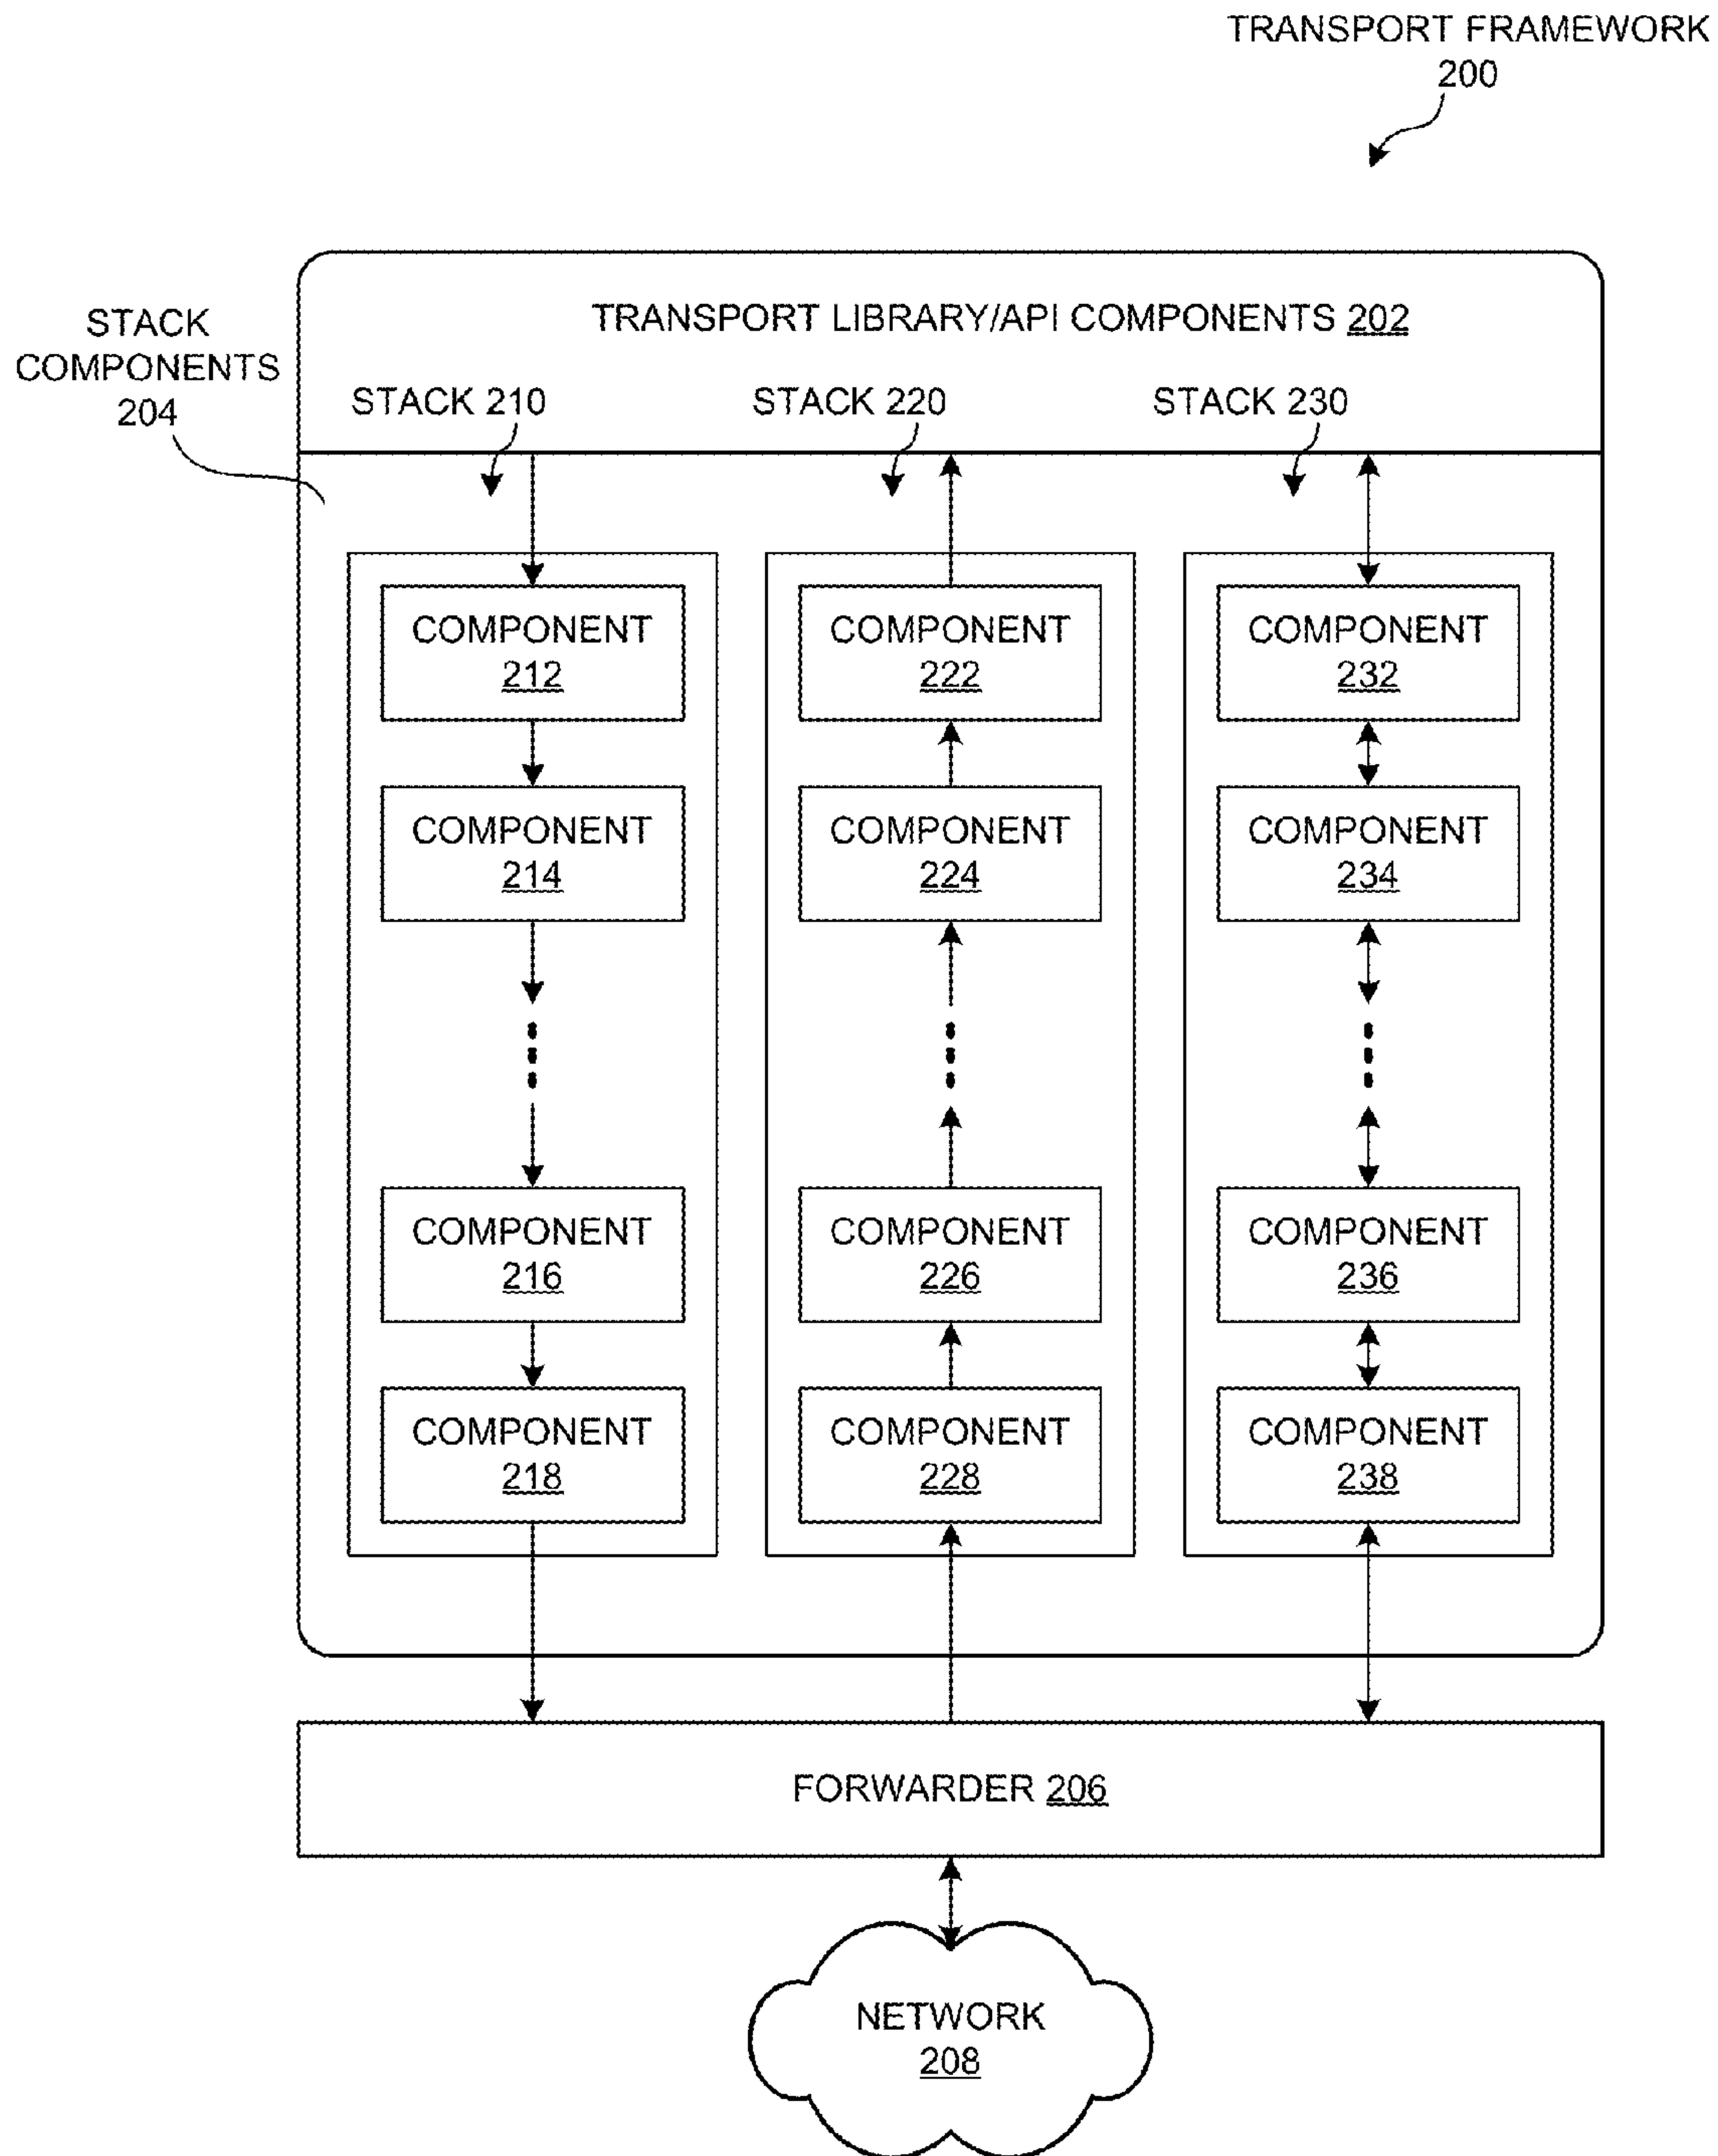 TRANSPORT FRAMEWORK
200
TRANSPORT LIBRARY/API COMPONENTS 202
STACK
COMPONENTS
204
STACK 210
STACK 220
STACK 230
COMPONENT
212
COMPONENT
222
COMPONENT
232
COMPONENT
214
COMPONENT
224
COMPONENT
234
COMPONENT
216
COMPONENT
226
COMPONENT
236
COMPONENT
218
COMPONENT
228
COMPONENT
238
FORWARDER 206
NETWORK
208